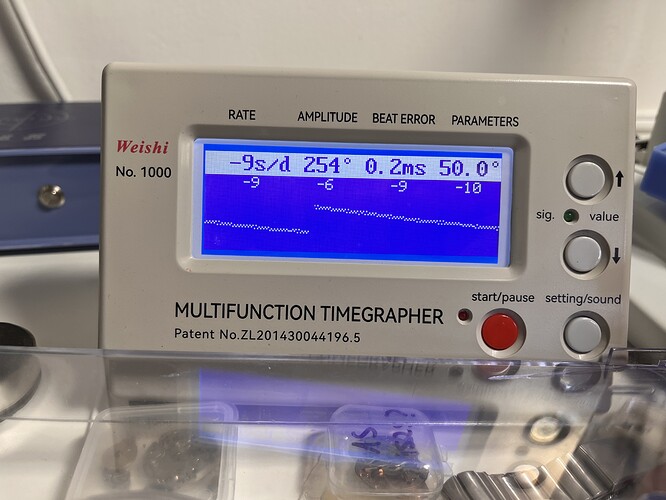 RATE AMPLITUDE BEAT ERROR PARAMETERS
Weishi
No. 1000
-9s/d 254° 0.2ms 50.0°
-9 -6 -9 -10
sig. value
start/pause setting/sound
MULTIFUNCTION TIMEGRAPHER
Patent No.ZL201430044196.5
AS